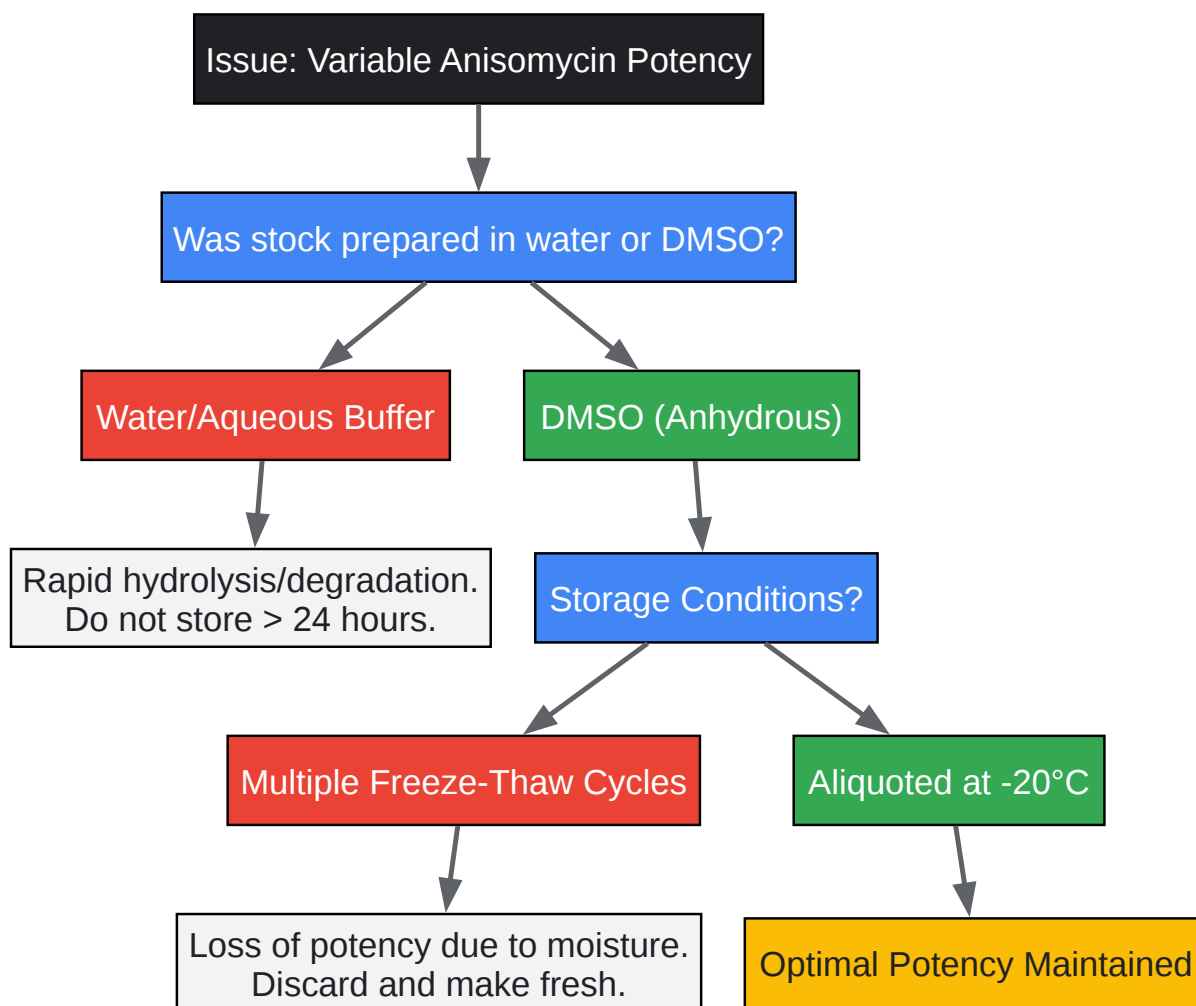 Issue: Variable Anisomycin Potency
Was stock prepared in water or DMSO?
Water/Aqueous Buffer
DMSO (Anhydrous)
Rapid hydrolysis/degradation.
Do not store > 24 hours.
Storage Conditions?
Multiple Freeze-Thaw Cycles
Aliquoted at -20°C
Loss of potency due to moisture.
Discard and make fresh.
Optimal Potency Maintained